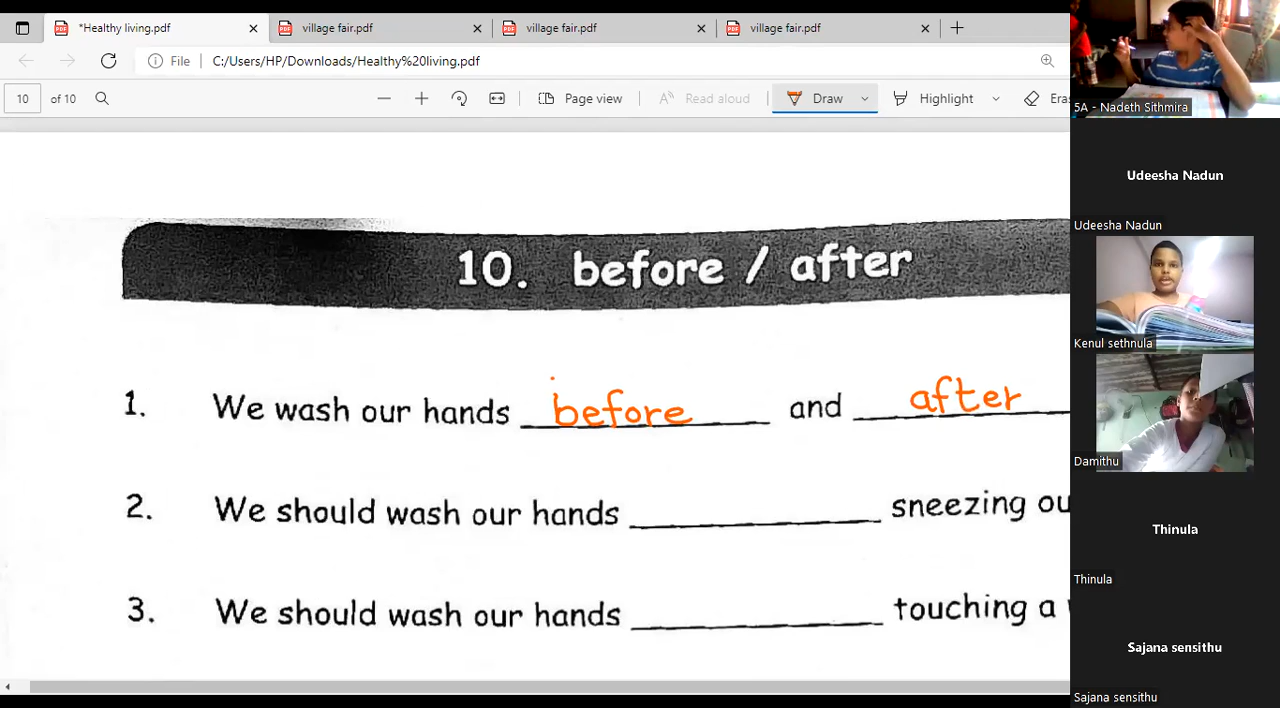 *Healthy living.pdf
village fair.pdf
village fair.pdf
village fair.pdf
File C:/Users/HP/Downloads/Healthy%20living.pdf
10 of 10 Page view Read aloud Draw Highlight
10. before / after
1. We wash our hands before and after
2. We should wash our hands ____________ sneezing
3. We should wash our hands ____________ touching a
5A - Nadeth Sithmira
Udeesha Nadun
Udeesha Nadun
Kenul sethnula
Damithu
Thinula
Thinula
Sajana sensithu
Sajana sensithu